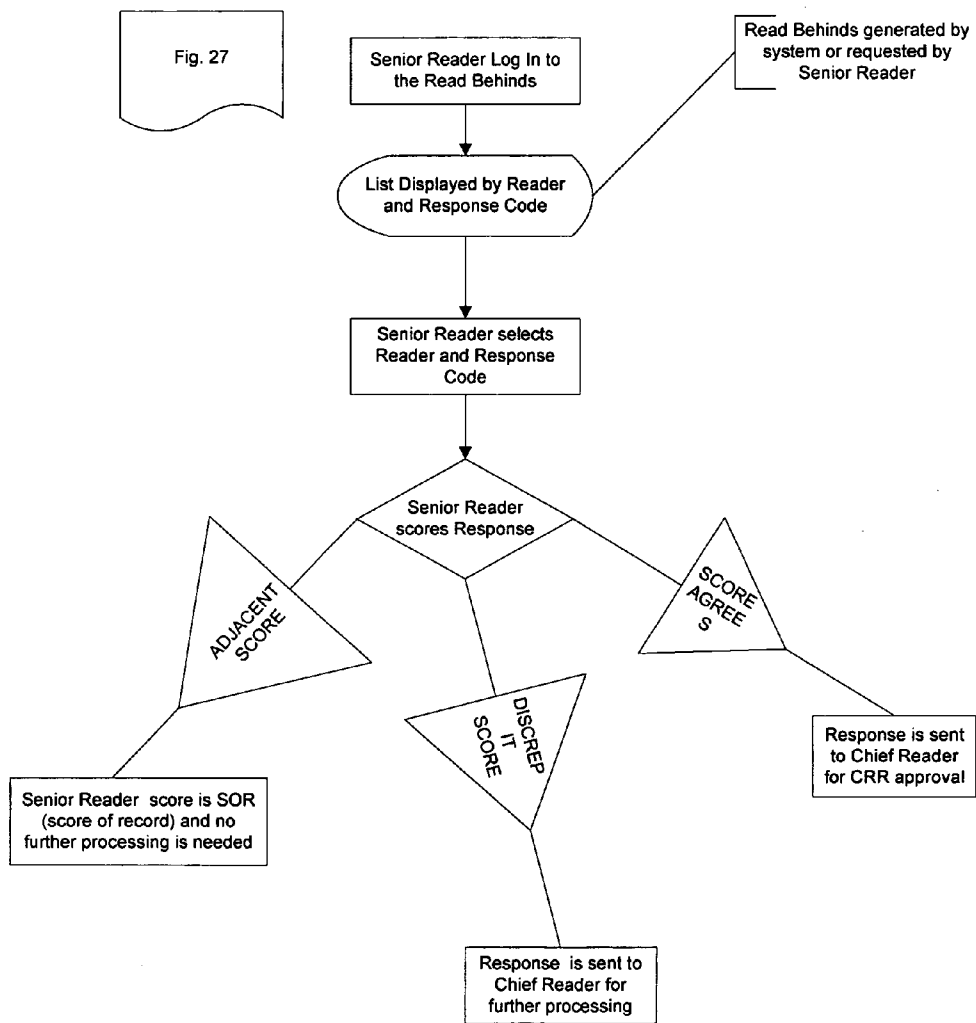 Fig. 27
Senior Reader Log In to
the Read Behinds
Read Behinds generated by
system or requested by
Senior Reader
List Displayed by Reader
and Response Code
Senior Reader selects
Reader and Response
Code
Senior Reader
scores Response
ADJACENT
SCORE
DISCREP
IT
SCORE
SCORE
AGREE
S
Senior Reader score is SOR
(score of record) and no
further processing is needed
Response is sent to
Chief Reader for
further processing
Response is sent
to Chief Reader
for CRR approval